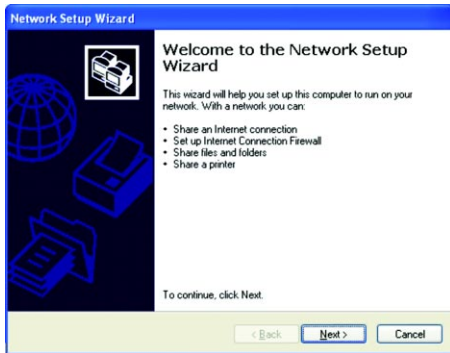 Network Setup Wizard
Welcome to the Network Setup
Wizard
This wizard will help you set up this computer to run on your
network. With a network you can:
• Share an Internet connection
• Set up Internet Connection Firewall
• Share files and folders
• Share a printer
To continue, click Next.
< Back
Next >
Cancel